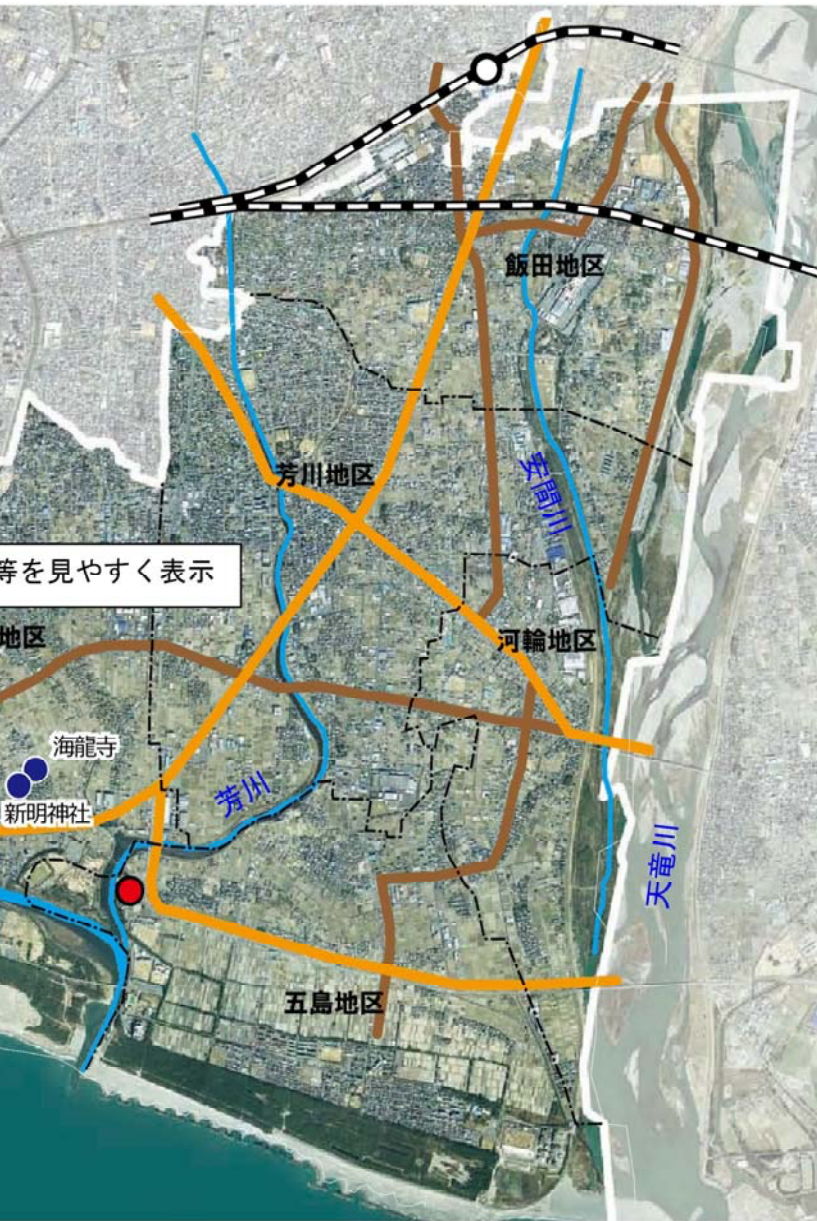 飯田地区
芳川地区
安間川
等を見やすく表示
地区
河輪地区
海龍寺
新明神社
芳川
天竜川
五島地区